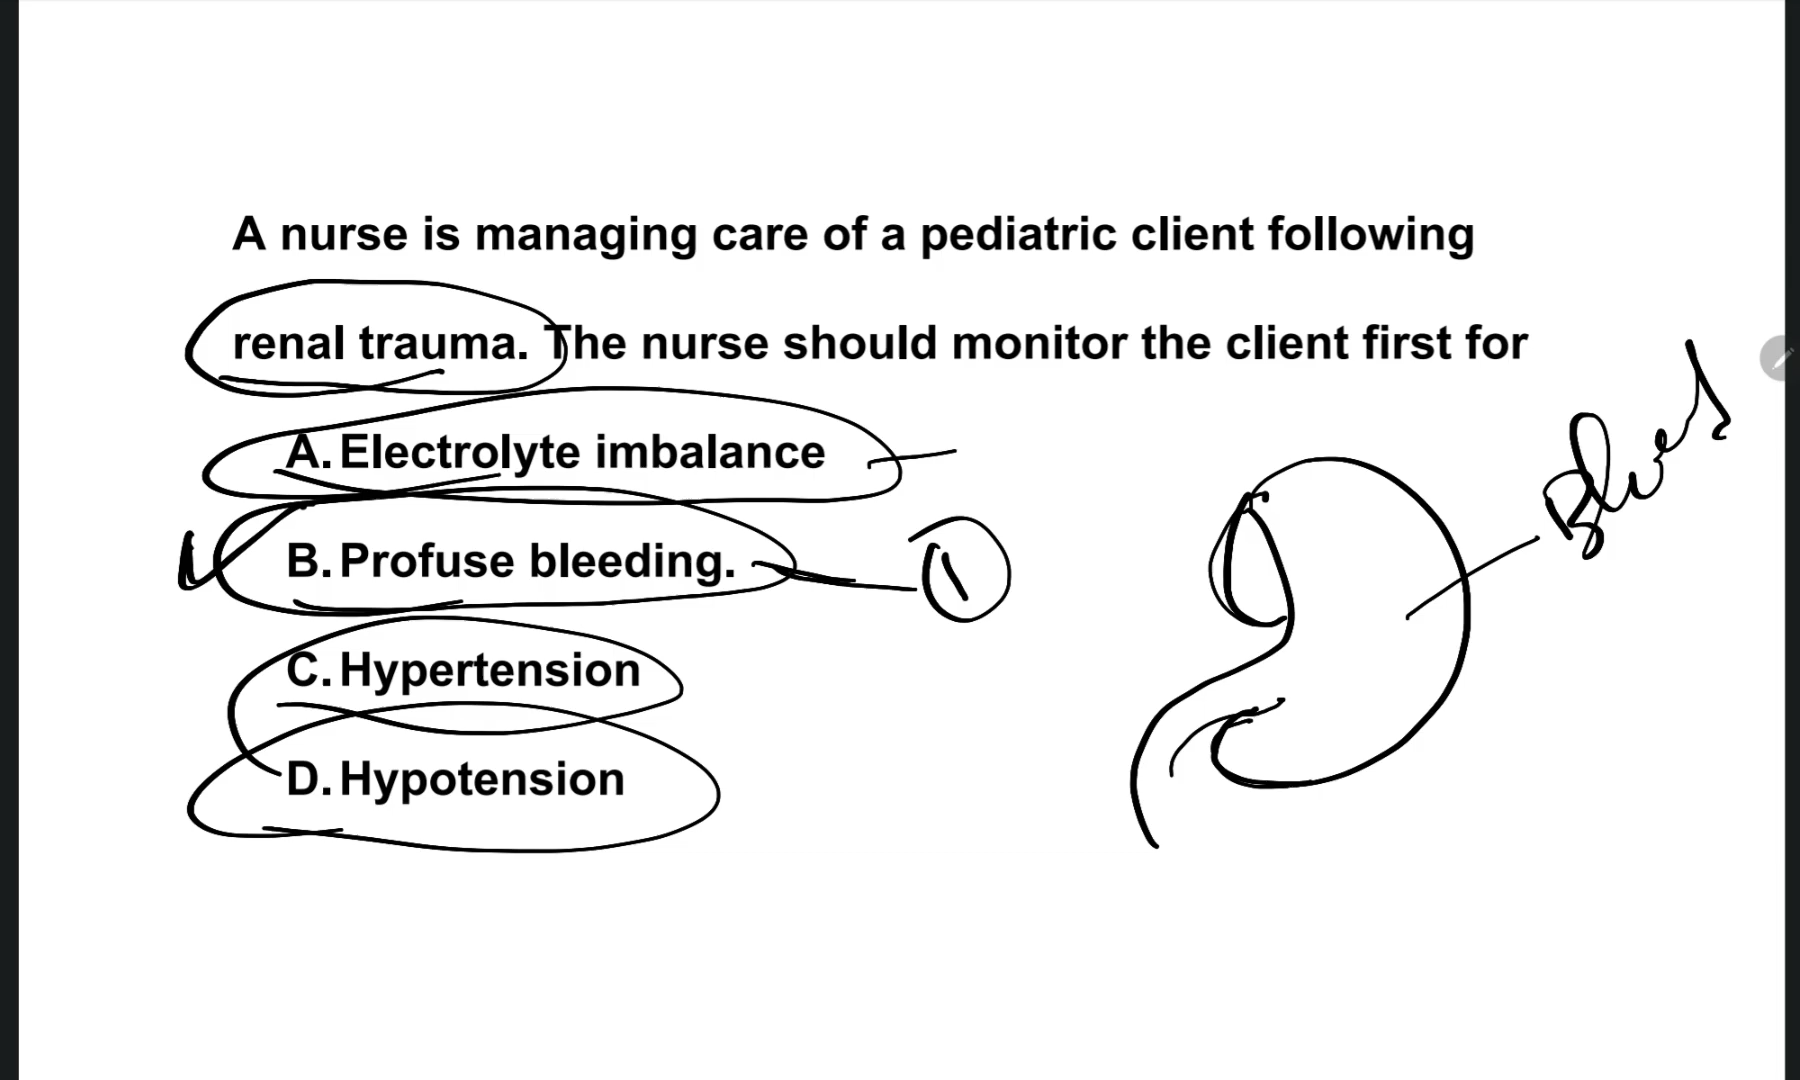 A nurse is managing care of a pediatric client following
renal trauma. The nurse should monitor the client first for
A. Electrolyte imbalance
B. Profuse bleeding.
1
C. Hypertension
D. Hypotension